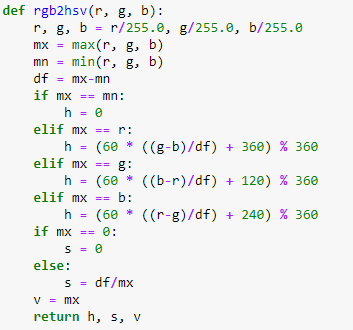 def rgb2hsv(r, g, b):
    r, g, b = r/255.0, g/255.0, b/255.0
    mx = max(r, g, b)
    mn = min(r, g, b)
    df = mx-mn
    if mx == mn:
        h = 0
    elif mx == r:
        h = (60 * ((g-b)/df) + 360) % 360
    elif mx == g:
        h = (60 * ((b-r)/df) + 120) % 360
    elif mx == b:
        h = (60 * ((r-g)/df) + 240) % 360
    if mx == 0:
        s = 0
    else:
        s = df/mx
    v = mx
    return h, s, v